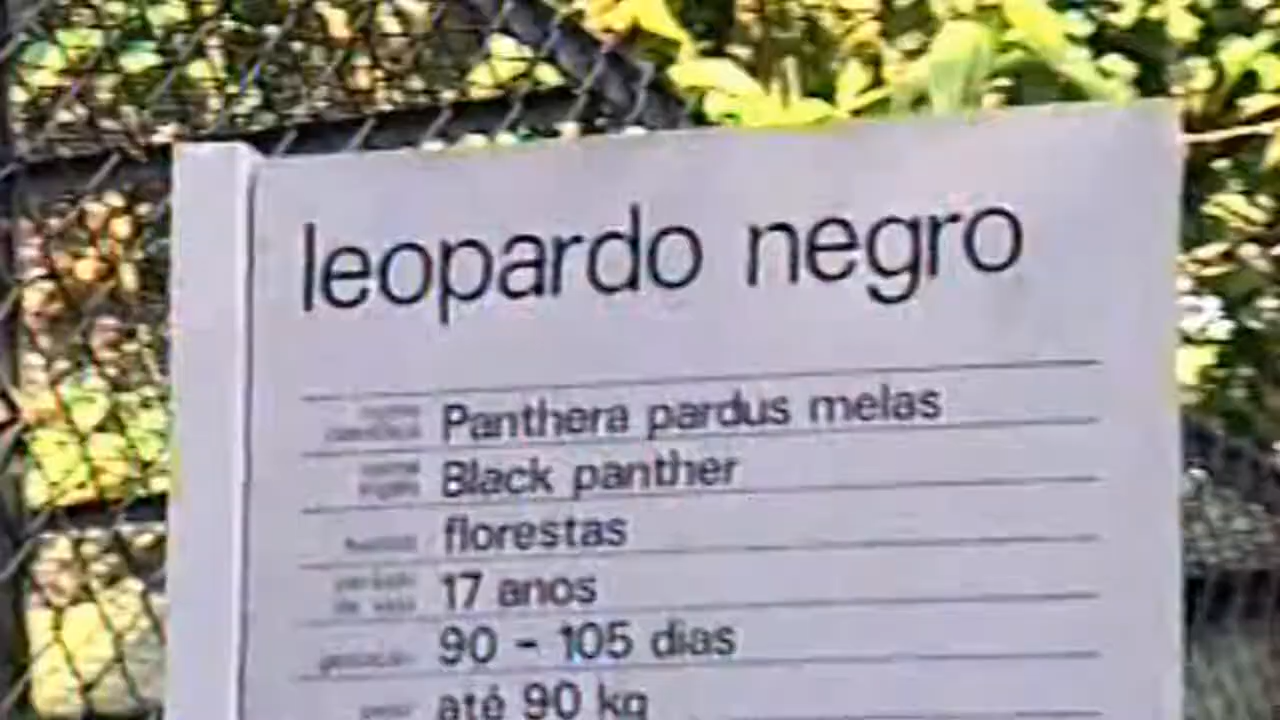 leopardo negro
Panthera pardus melas
Black panther
florestas
17 anos
90 - 105 dias
até 90 kg